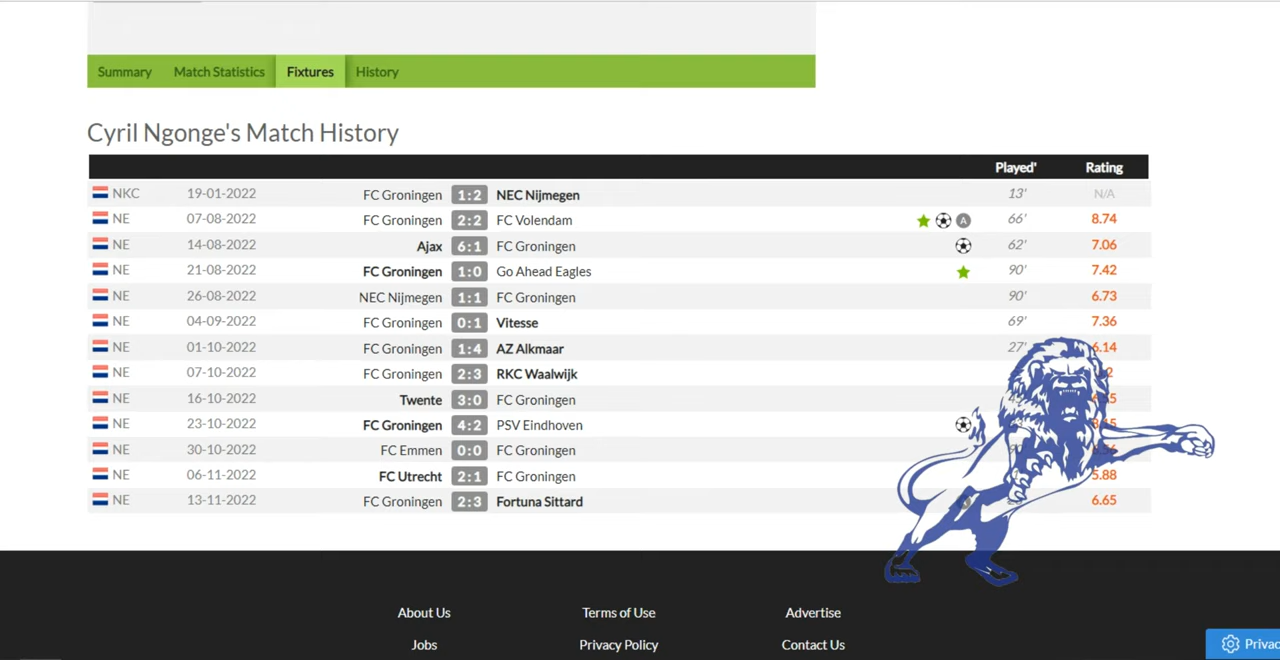 Summary Match Statistics Fixtures History
Cyril Ngonge's Match History
Played' Rating
NKC 19-01-2022 FC Groningen 1:2 NEC Nijmegen 13' N/A
NE 07-08-2022 FC Groningen 2:2 FC Volendam A 66' 8.74
NE 14-08-2022 Ajax 6:1 FC Groningen 62' 7.06
NE 21-08-2022 FC Groningen 1:0 Go Ahead Eagles 90' 7.42
NE 26-08-2022 NEC Nijmegen 1:1 FC Groningen 90' 6.73
NE 04-09-2022 FC Groningen 0:1 Vitesse 69' 7.36
NE 01-10-2022 FC Groningen 1:4 AZ Alkmaar 27' 6.14
NE 07-10-2022 FC Groningen 2:3 RKC Waalwijk
NE 16-10-2022 Twente 3:0 FC Groningen
NE 23-10-2022 FC Groningen 4:2 PSV Eindhoven
NE 30-10-2022 FC Emmen 0:0 FC Groningen
NE 06-11-2022 FC Utrecht 2:1 FC Groningen 5.88
NE 13-11-2022 FC Groningen 2:3 Fortuna Sittard 6.65
About Us Terms of Use Advertise
Jobs Privacy Policy Contact Us
Privac